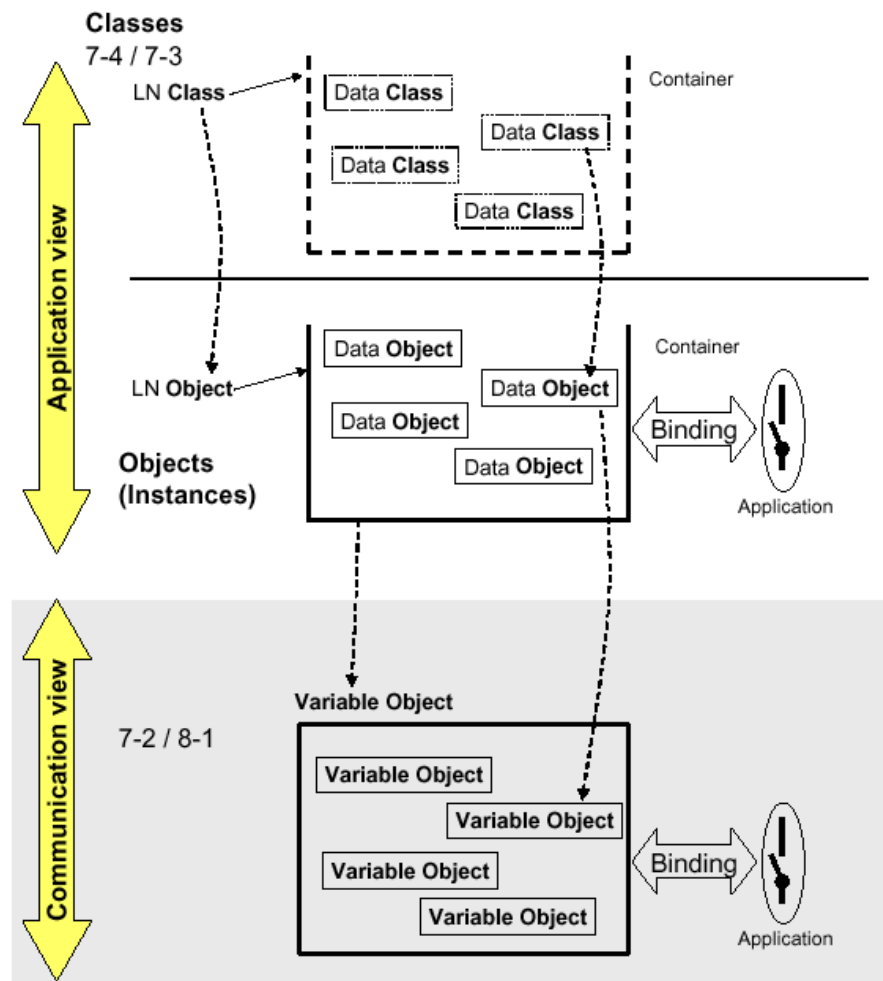 Classes
7-4 / 7-3
LN Class
Data Class
Data Class
Data Class
Data Class
Container
Application view
Data Object
Container
LN Object
Data Object
Data Object
Binding
Data Object
Objects
(Instances)
Application
Communication view
Variable Object
7-2 / 8-1
Variable Object
Variable Object
Variable Object
Binding
Variable Object
Application